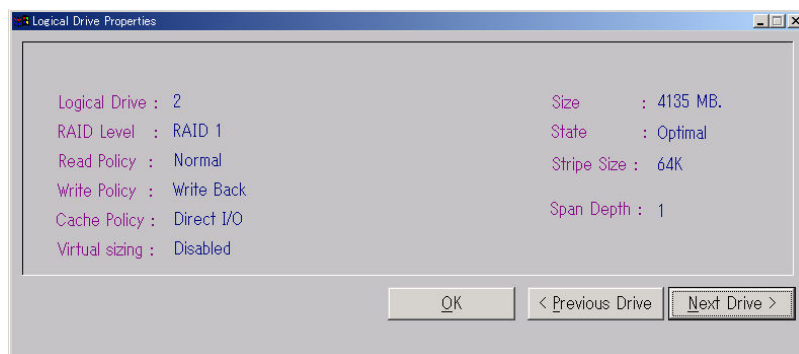 Logical Drive Properties
Logical Drive : 2
RAID Level : RAID 1
Read Policy : Normal
Write Policy : Write Back
Cache Policy : Direct I/O
Virtual sizing : Disabled
Size : 4135 MB.
State : Optimal
Stripe Size : 64K
Span Depth : 1
OK
< Previous Drive
Next Drive >